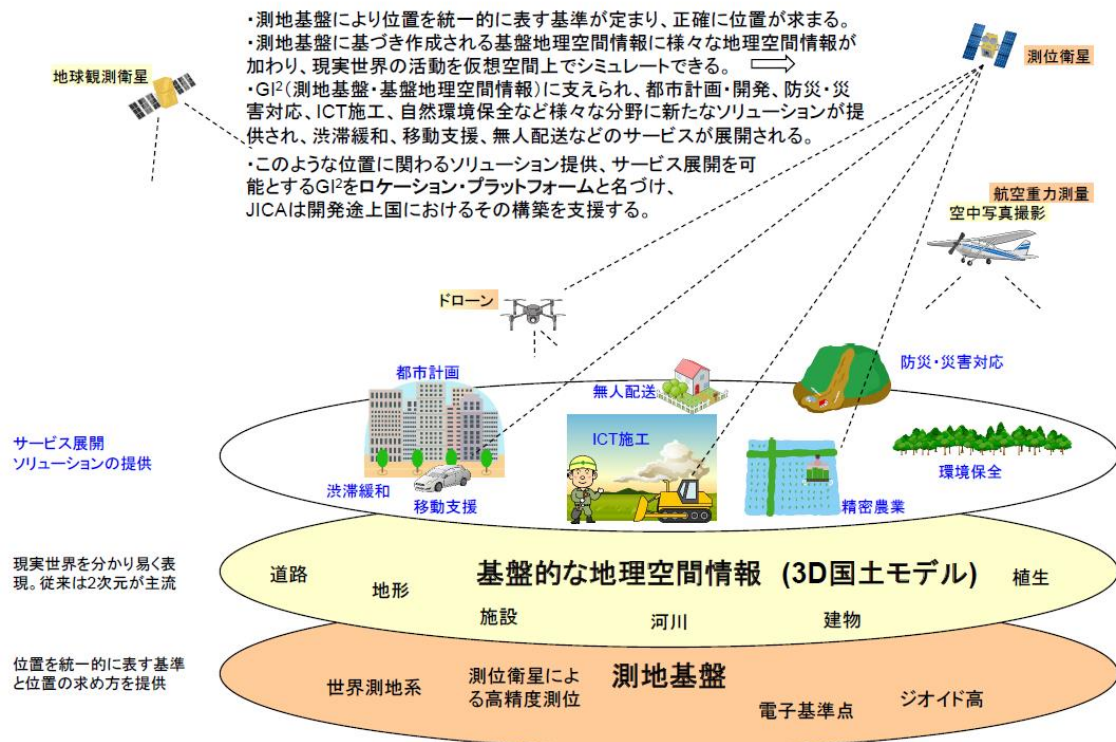 ・測地基盤により位置を統一的に表す基準が定まり、正確に位置が求まる。
・測地基盤に基づき作成される基盤地理空間情報に様々な地理空間情報が
加わり、現実世界の活動を仮想空間上でシミュレートできる。
・GI²(測地基盤・基盤地理空間情報)に支えられ、都市計画・開発、防災・災
害対応、ICT施工、自然環境保全など様々な分野に新たなソリューションが提
供され、渋滞緩和、移動支援、無人配送などのサービスが展開される。
・このような位置に関わるソリューション提供、サービス展開を可
能とするGI²をロケーション・プラットフォームと名づけ、
JICAは開発途上国におけるその構築を支援する。
地球観測衛星
測位衛星
航空重力測量
空中写真撮影
ドローン
都市計画
無人配送
防災・災害対応
サービス展開
ソリューションの提供
ICT施工
環境保全
渋滞緩和
移動支援
精密農業
現実世界を分かり易く表
現。従来は2次元が主流
道路
地形
基盤的な地理空間情報 (3D国土モデル)
植生
施設
河川
建物
位置を統一的に表す基準
と位置の求め方を提供
世界測地系
測位衛星によ
る高精度測位
測地基盤
電子基準点
ジオイド高